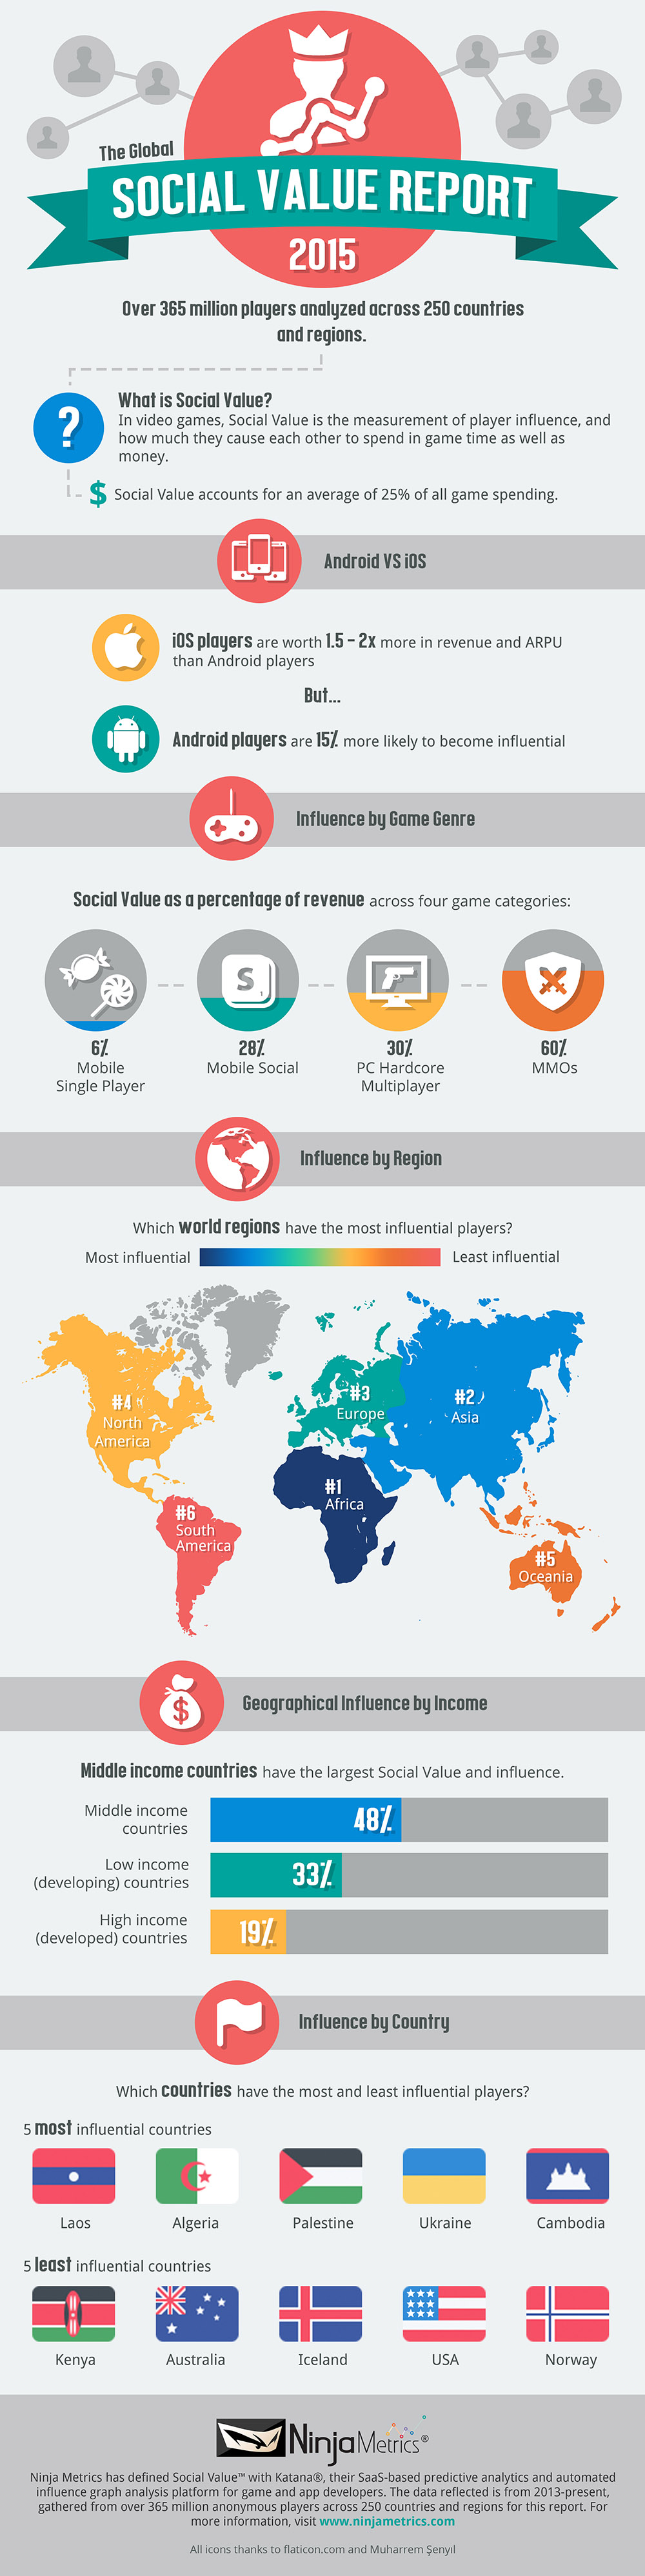 The Global
SOCIAL VALUE REPORT
2015
Over 365 million players analyzed across 250 countries
and regions.
?
What is Social Value?
In video games, Social Value is the measurement of player influence, and
how much they cause each other to spend in game time as well as
money.
$ Social Value accounts for an average of 25% of all game spending.
Android VS iOS
iOS players are worth 1.5 - 2x more in revenue and ARPU
than Android players
But...
Android players are 15% more likely to become influential
Influence by Game Genre
Social Value as a percentage of revenue across four game categories:
S
1
6%
Mobile
Single Player
28%
Mobile Social
30%
PC Hardcore
Multiplayer
60%
MMOs
Influence by Region
Which world regions have the most influential players?
Most influential
Least influential
#4
North
America
#3
Europe
#2
Asia
#1
Africa
#6
South
America
#5
Oceania
$
Geographical Influence by Income
Middle income countries have the largest Social Value and influence.
Middle income
countries
48%
Low income
(developing) countries
33%
High income
(developed) countries
19%
Influence by Country
Which countries have the most and least influential players?
5 most influential countries
Laos
Algeria
Palestine
Ukraine
Cambodia
5 least influential countries
Kenya
Australia
Iceland
USA
Norway
NinjaMetrics®
Ninja Metrics has defined Social Value™ with Katana®, their SaaS-based predictive analytics and automated
influence graph analysis platform for game and app developers. The data reflected is from 2013-present,
gathered from over 365 million anonymous players across 250 countries and regions for this report. For
more information, visit www.ninjametrics.com
All icons thanks to flaticon.com and Muharrem Şenyıl